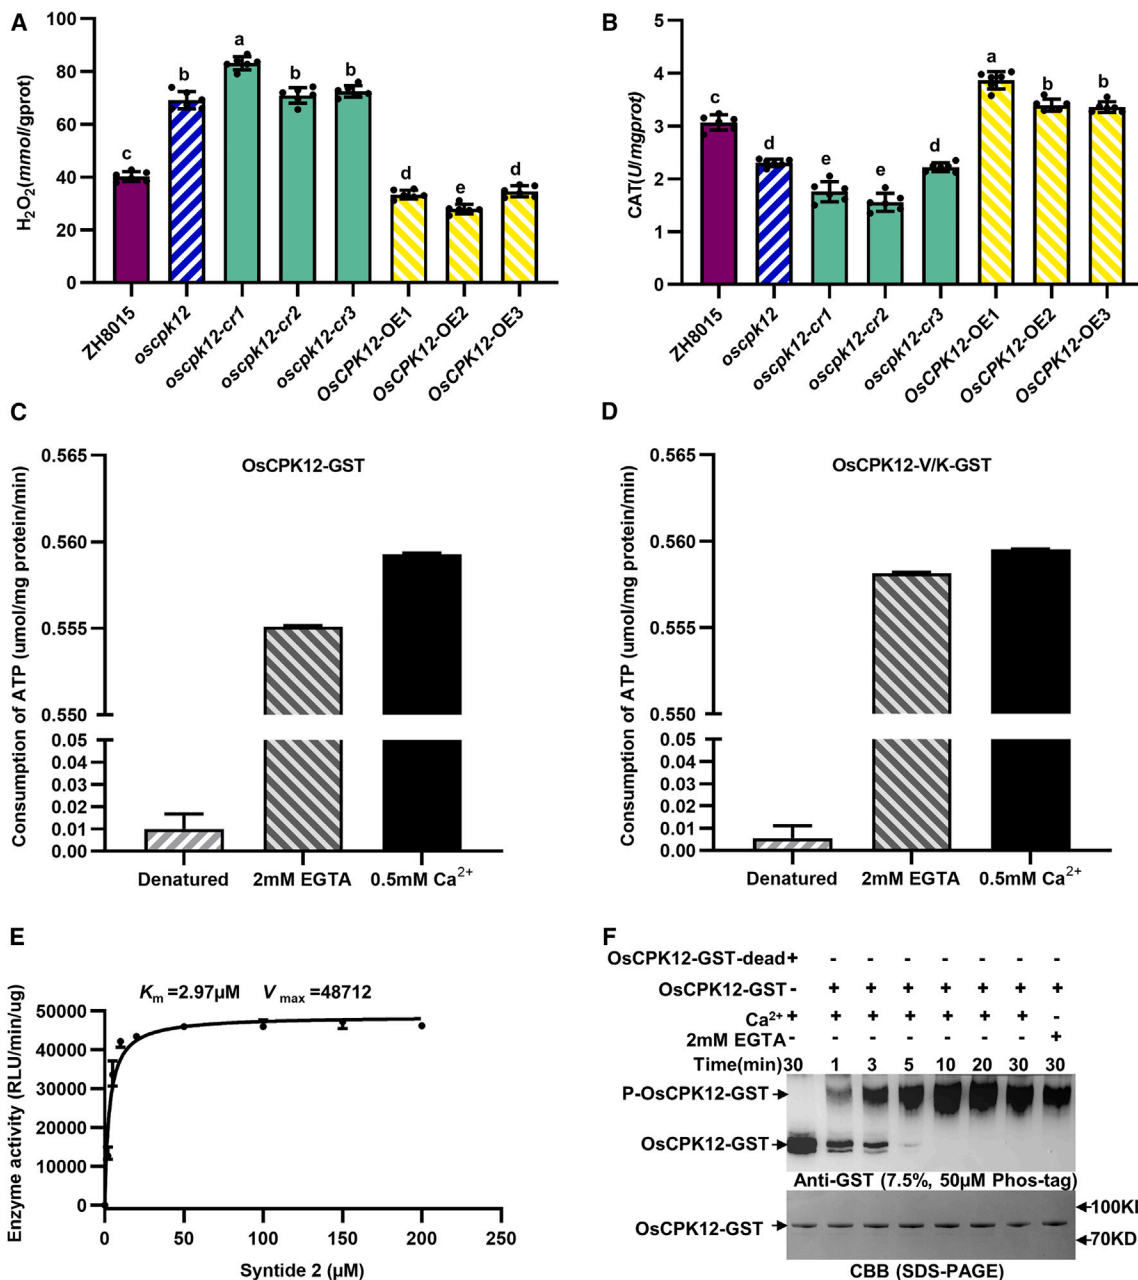 A
H₂O₂(mmol/gprot)
100
80
60
40
20
0
c
b
a
b
b
d
e
d
ZH8015
oscpk12
oscpk12-cr1
oscpk12-cr2
oscpk12-cr3
OsCPK12-OE1
OsCPK12-OE2
OsCPK12-OE3
B
CAT(U/mgprot)
5
4
3
2
1
0
c
d
e
e
d
a
b
b
ZH8015
oscpk12
oscpk12-cr1
oscpk12-cr2
oscpk12-cr3
OsCPK12-OE1
OsCPK12-OE2
OsCPK12-OE3
C
OsCPK12-GST
Consumption of ATP (umol/mg protein/min)
0.565
0.560
0.555
0.550
0.05
0.04
0.03
0.02
0.01
0.00
Denatured 2mM EGTA 0.5mM Ca²⁺
D
OsCPK12-V/K-GST
Consumption of ATP (umol/mg protein/min)
0.565
0.560
0.555
0.550
0.05
0.04
0.03
0.02
0.01
0.00
Denatured 2mM EGTA 0.5mM Ca²⁺
E
Kₘ =2.97μM V max =48712
Enzyme activity (RLU/min/ug)
50000
40000
30000
20000
10000
0
0 50 100 150 200 250
Syntide 2 (μM)
F
OsCPK12-GST-dead + - - - - - - -
OsCPK12-GST - + + + + + + +
Ca²⁺ + + + + + + + -
2mM EGTA - - - - - - - +
Time(min) 30 1 3 5 10 20 30 30
P-OsCPK12-GST
OsCPK12-GST
Anti-GST (7.5%, 50μM Phos-tag)
OsCPK12-GST
100KD
70KD
CBB (SDS-PAGE)